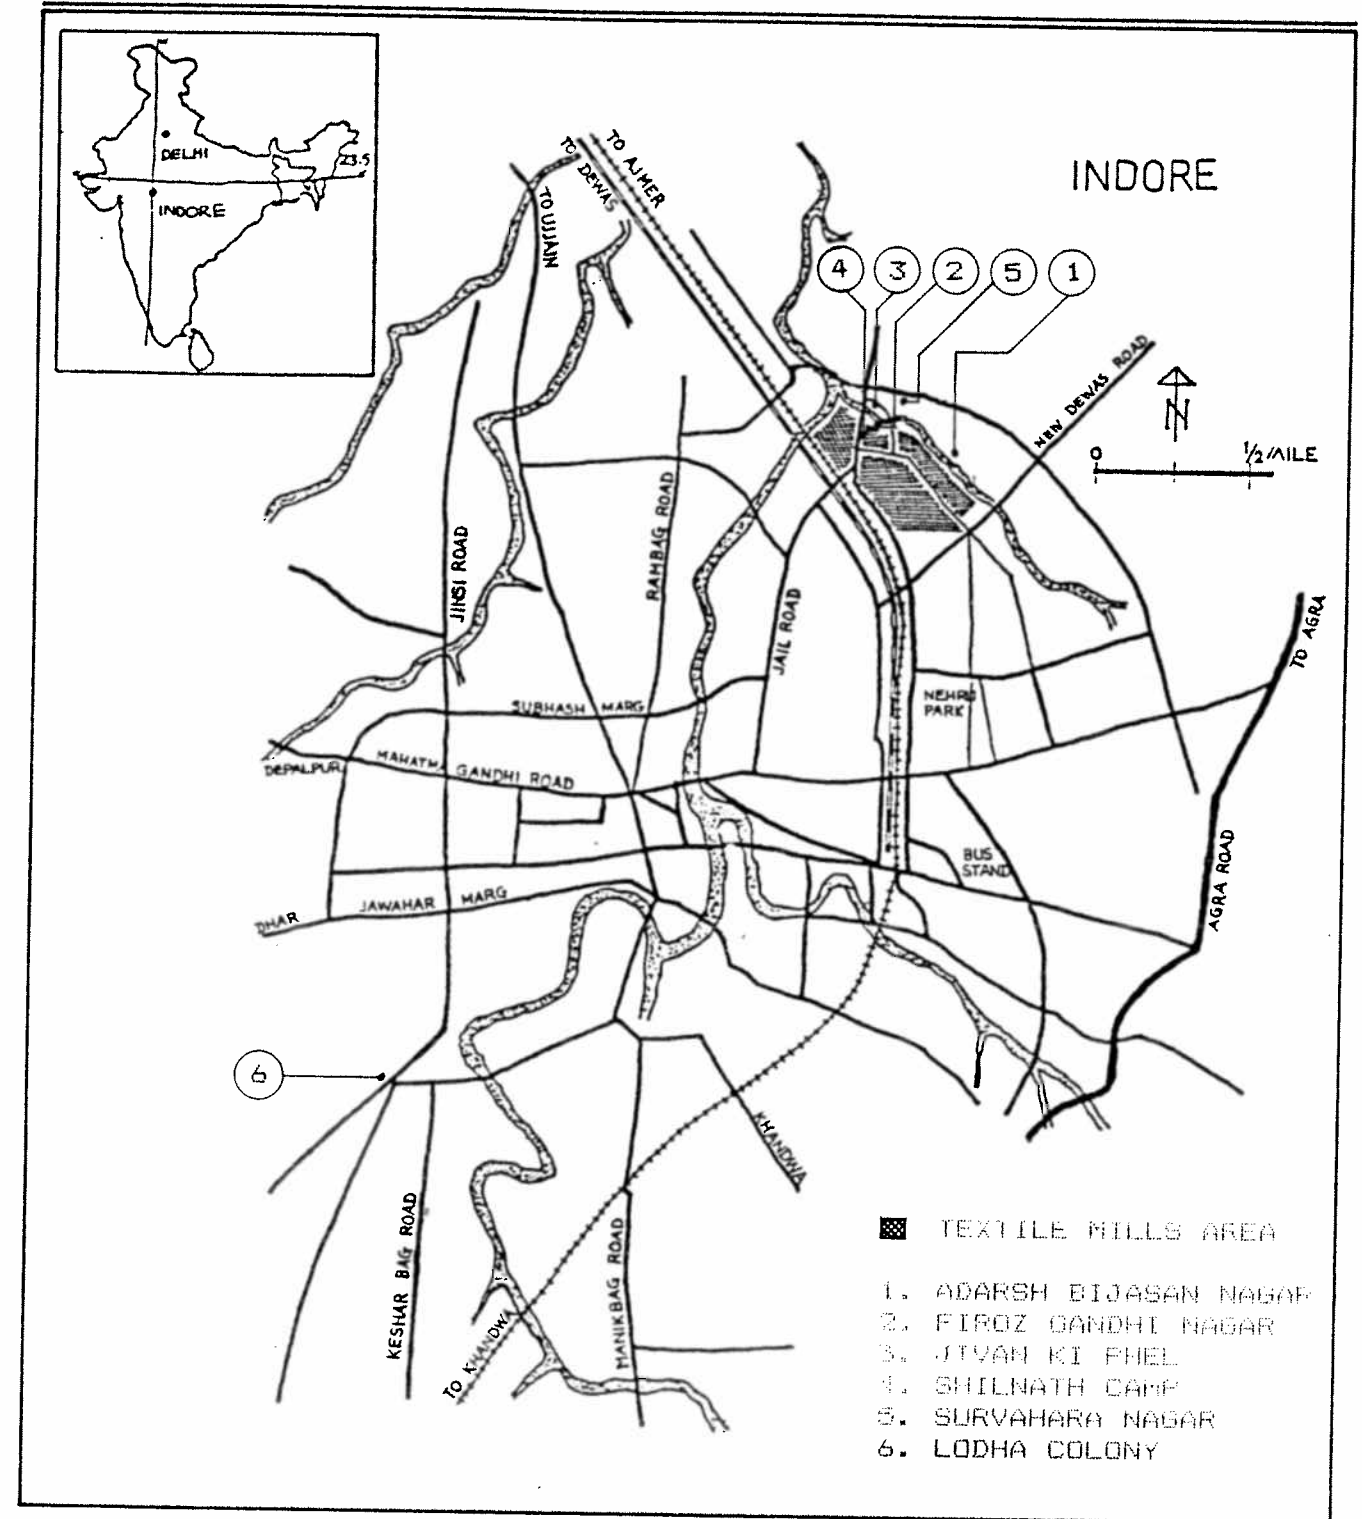 DELHI
23.5
INDORE
INDORE
TO AJMER
TO DEWAS
TO UJJAIN
4
3
2
5
1
NEW DEWAS ROAD
N
0
1/2 MILE
RAMBAG ROAD
JINSI ROAD
JAIL ROAD
TO AGRA
NEHRU
PARK
SUBHASH MARG
DEPALPUR
MAHATMA GANDHI ROAD
BUS
STAND
AGRA ROAD
JAWAHAR MARG
DHAR
6
KHANDWA
KESHAR BAG ROAD
MANIKBAG ROAD
TO KHANDWA
TEXTILE MILLS AREA
1. ADARSH BIJASAN NAGAR
2. FIROZ GANDHI NAGAR
3. JIVAN KI PHEL
4. SHILNATH CAMP
5. SURVAHARA NAGAR
6. LODHA COLONY